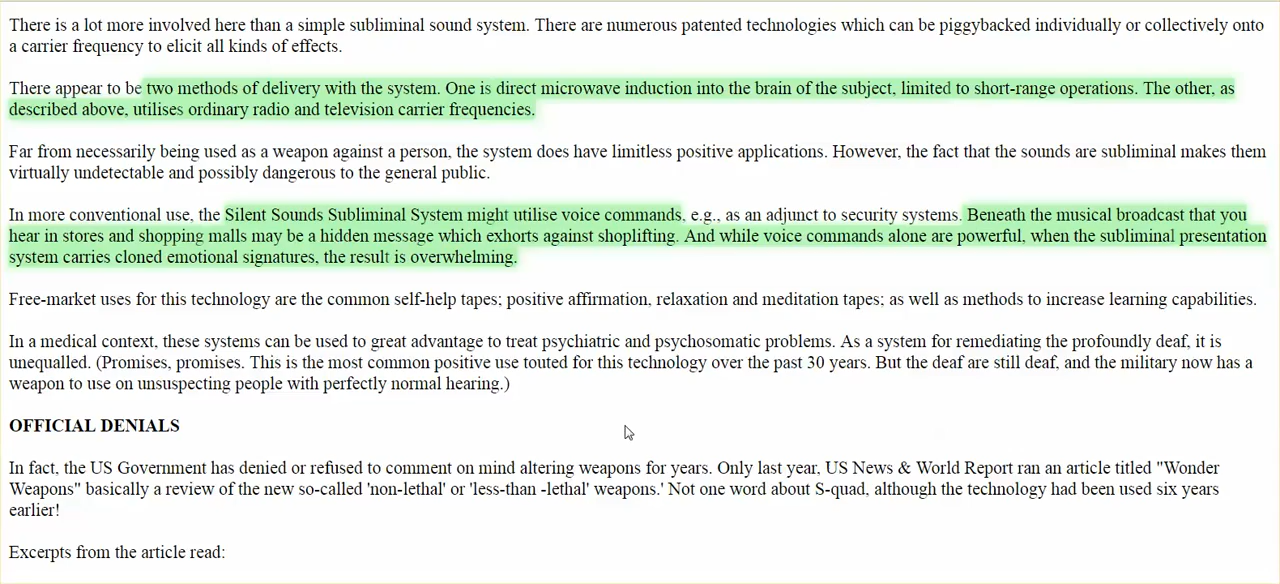 There is a lot more involved here than a simple subliminal sound system. There are numerous patented technologies which can be piggybacked individually or collectively onto
a carrier frequency to elicit all kinds of effects.
There appear to be two methods of delivery with the system. One is direct microwave induction into the brain of the subject, limited to short-range operations. The other, as
described above, utilises ordinary radio and television carrier frequencies.
Far from necessarily being used as a weapon against a person, the system does have limitless positive applications. However, the fact that the sounds are subliminal makes them
virtually undetectable and possibly dangerous to the general public.
In more conventional use, the Silent Sounds Subliminal System might utilise voice commands, e.g., as an adjunct to security systems. Beneath the musical broadcast that you
hear in stores and shopping malls may be a hidden message which exhorts against shoplifting. And while voice commands alone are powerful, when the subliminal presentation
system carries cloned emotional signatures, the result is overwhelming.
Free-market uses for this technology are the common self-help tapes; positive affirmation, relaxation and meditation tapes; as well as methods to increase learning capabilities.
In a medical context, these systems can be used to great advantage to treat psychiatric and psychosomatic problems. As a system for remediating the profoundly deaf, it is
unequalled. (Promises, promises. This is the most common positive use touted for this technology over the past 30 years. But the deaf are still deaf, and the military now has a
weapon to use on unsuspecting people with perfectly normal hearing.)
OFFICIAL DENIALS
In fact, the US Government has denied or refused to comment on mind altering weapons for years. Only last year, US News & World Report ran an article titled "Wonder
Weapons" basically a review of the new so-called 'non-lethal' or 'less-than -lethal' weapons.' Not one word about S-quad, although the technology had been used six years
earlier!
Excerpts from the article read: